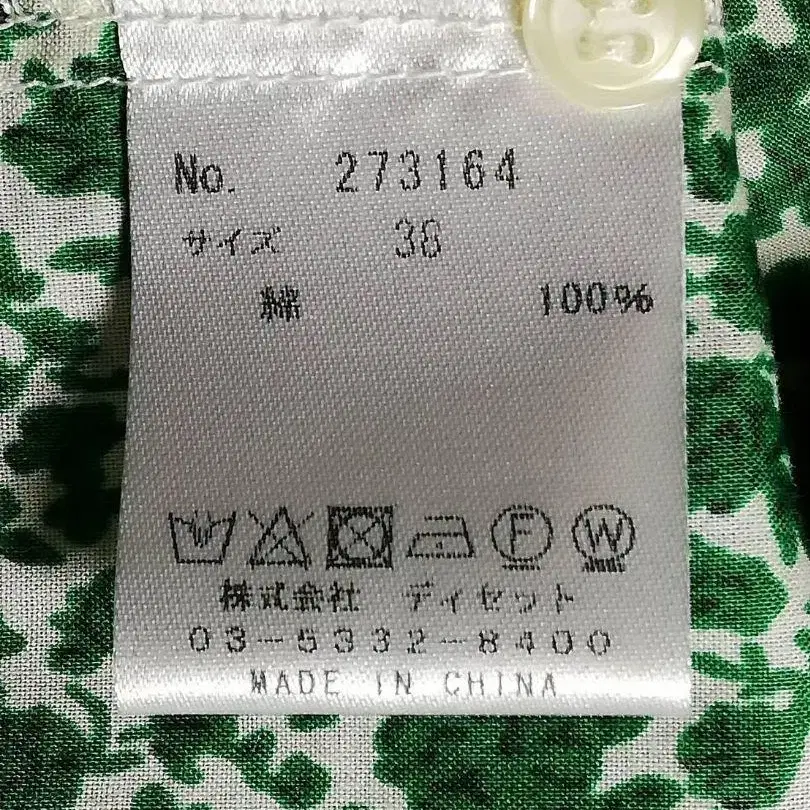 No. 273164
サイズ 38
綿 100%
F W
株式会社 ディセット
03-5332-8400
MADE IN CHINA